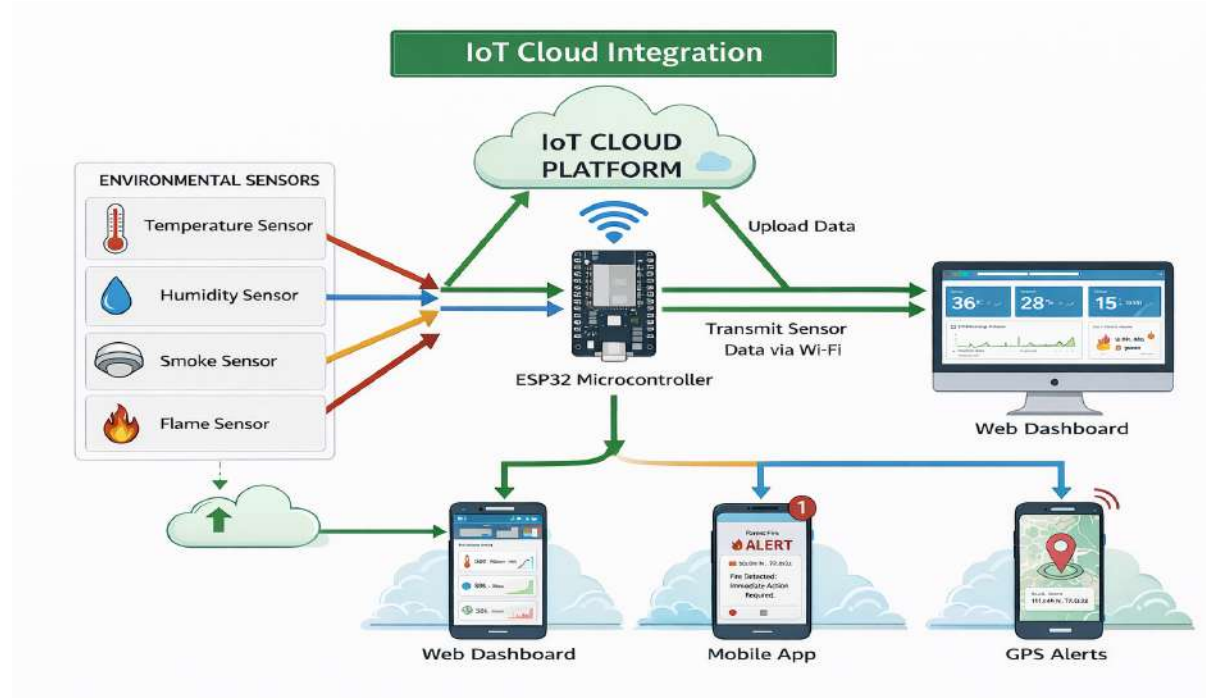 IoT Cloud Integration
IoT CLOUD
PLATFORM
ENVIRONMENTAL SENSORS
Temperature Sensor
Humidity Sensor
Smoke Sensor
Flame Sensor
Upload Data
Transmit Sensor
Data via Wi-Fi
ESP32 Microcontroller
36
28
15
Web Dashboard
1
ALERT
Fire Detected:
Immediate Action
Required.
Web Dashboard
Mobile App
GPS Alerts